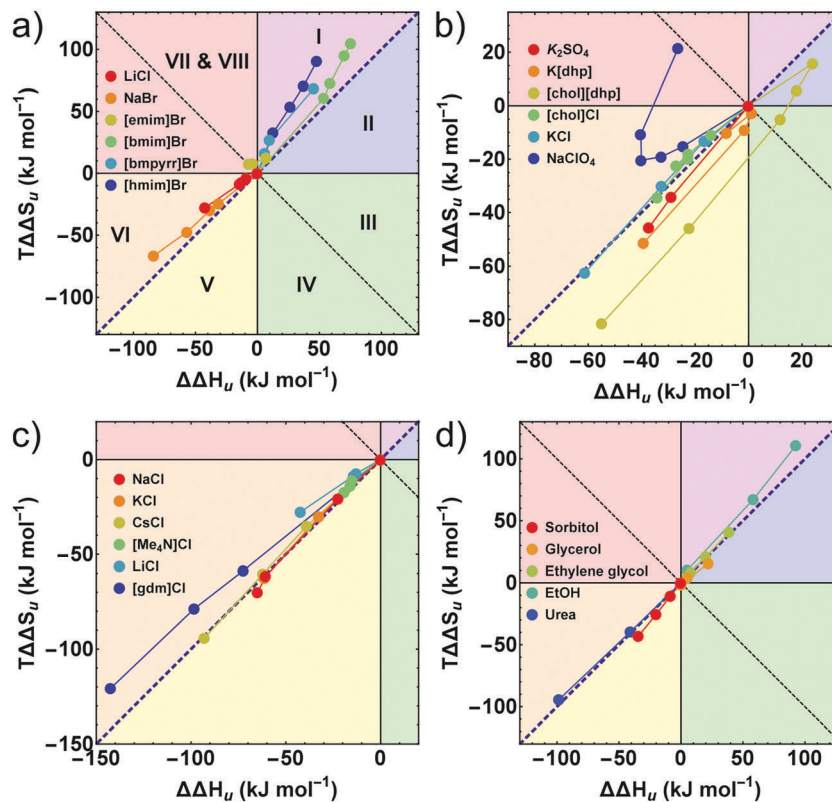 a)
100
50
0
−50
−100
TΔΔSᵤ (kJ mol⁻¹)
VII & VIII
I
II
III
IV
V
VI
LiCl
NaBr
[emim]Br
[bmim]Br
[bmpyrr]Br
[hmim]Br
−100 −50 0 50 100
ΔΔHᵤ (kJ mol⁻¹)
b)
20
0
−20
−40
−60
−80
TΔΔSᵤ (kJ mol⁻¹)
K₂SO₄
K[dhp]
[chol][dhp]
[chol]Cl
KCl
NaClO₄
−80 −60 −40 −20 0 20
ΔΔHᵤ (kJ mol⁻¹)
c)
0
−50
−100
−150
TΔΔSᵤ (kJ mol⁻¹)
NaCl
KCl
CsCl
[Me₄N]Cl
LiCl
[gdm]Cl
−150 −100 −50 0
ΔΔHᵤ (kJ mol⁻¹)
d)
100
50
0
−50
−100
TΔΔSᵤ (kJ mol⁻¹)
Sorbitol
Glycerol
Ethylene glycol
EtOH
Urea
−100 −50 0 50 100
ΔΔHᵤ (kJ mol⁻¹)